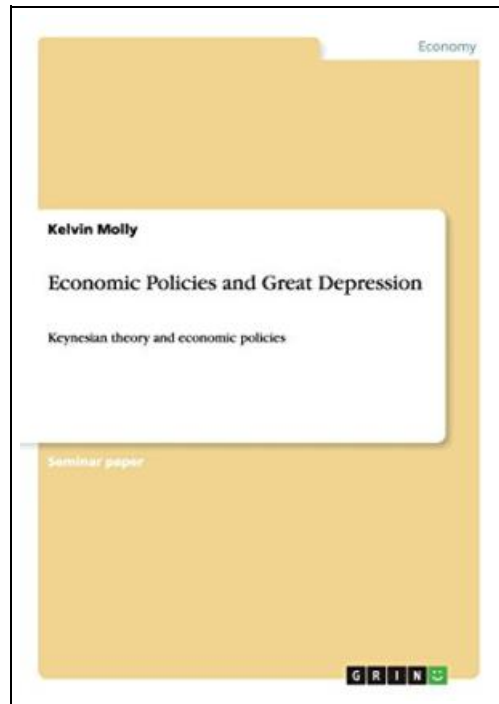 Economy
Kelvin Molly
Economic Policies and Great Depression
Keynesian theory and economic policies
Seminar paper
GRIN